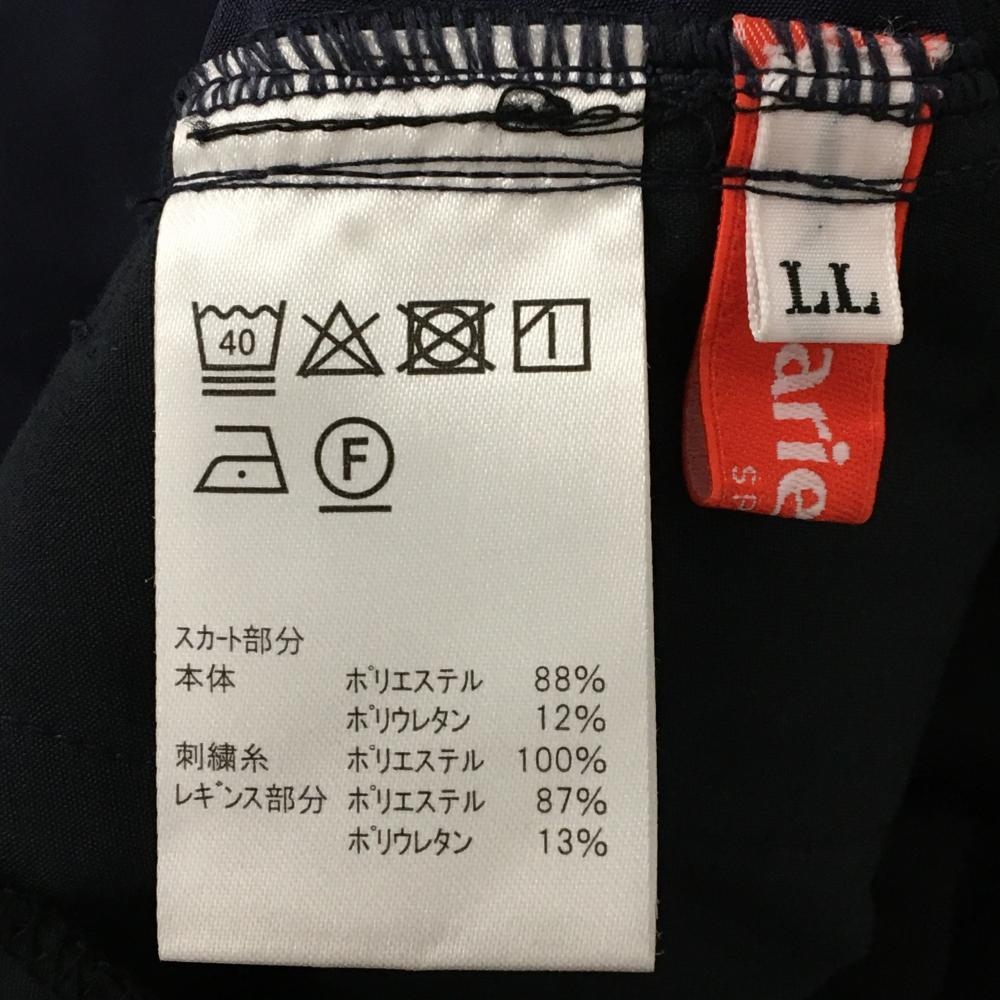 40
F
スカート部分
本体 ポリエステル 88%
ポリウレタン 12%
刺繍糸 ポリエステル 100%
レギンス部分 ポリエステル 87%
ポリウレタン 13%
LL
arie
SP